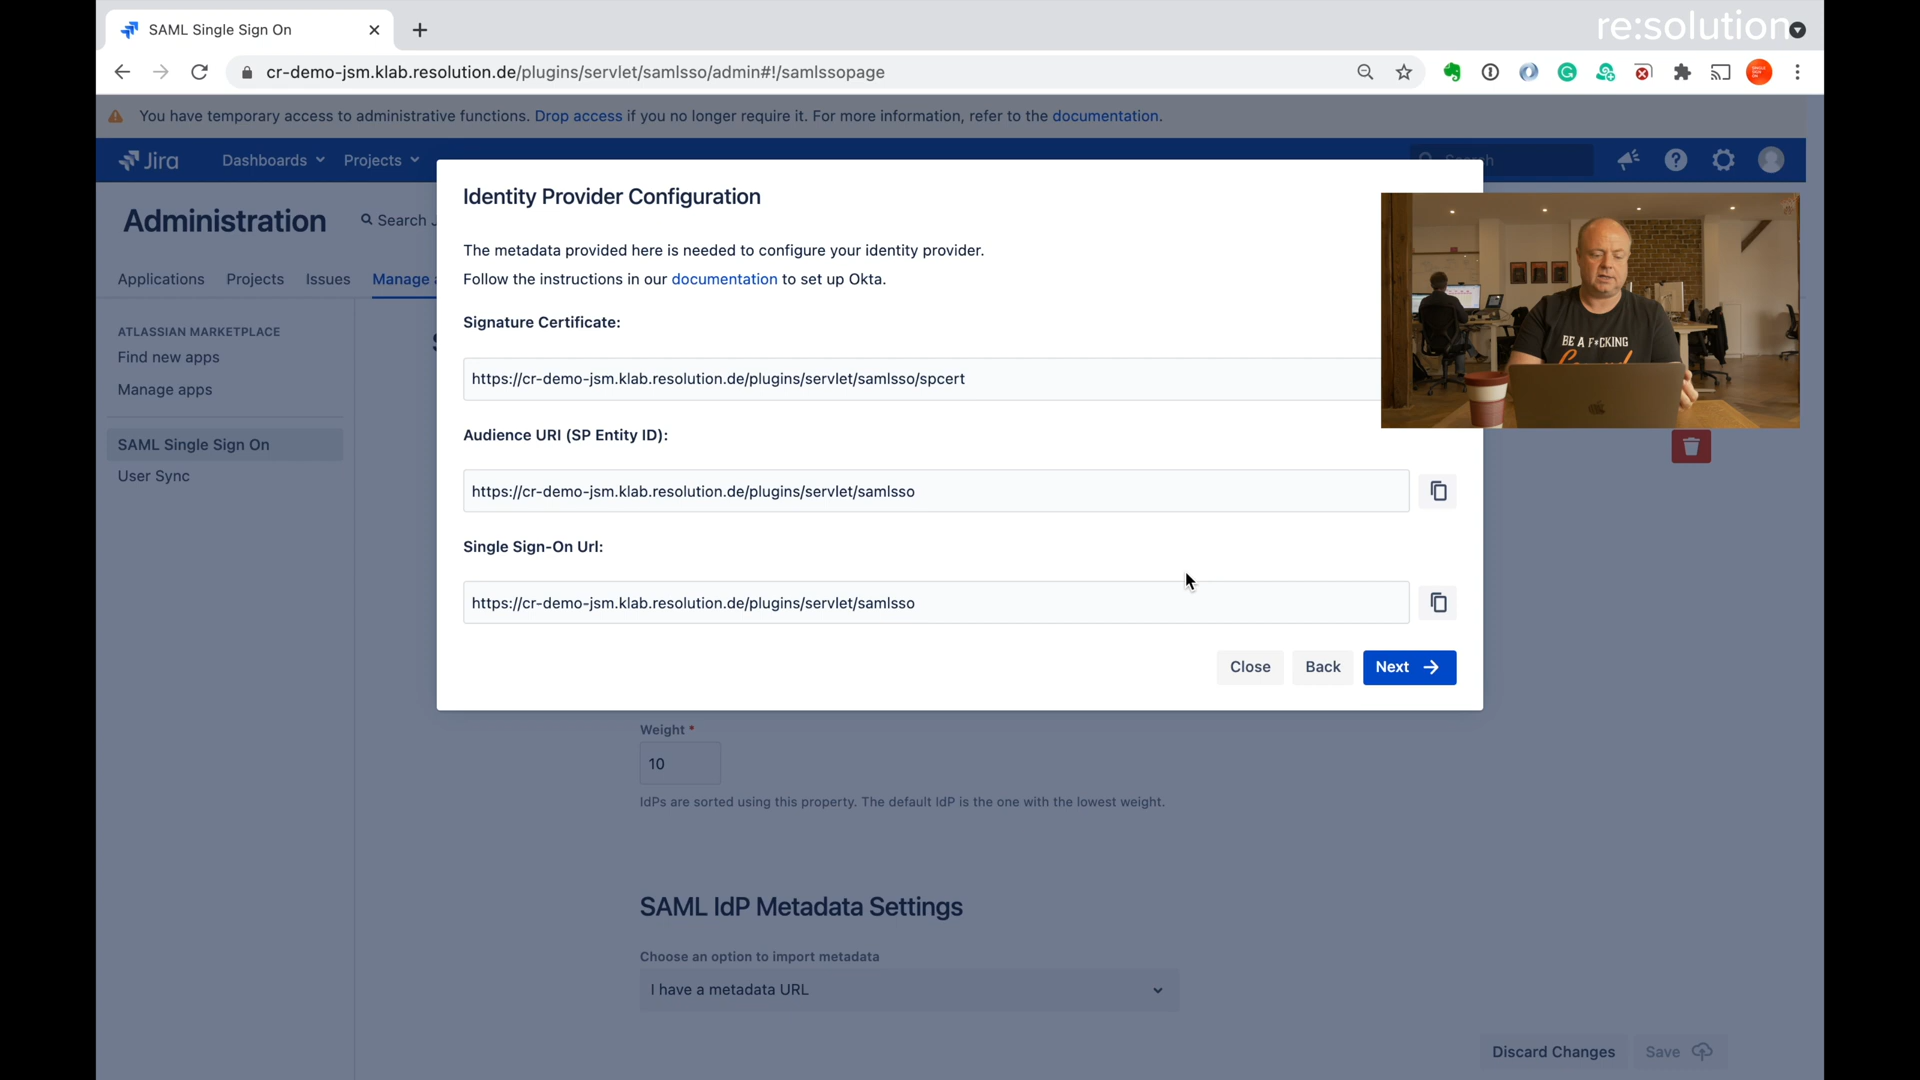 SAML Single Sign On
re:solution
cr-demo-jsm.klab.resolution.de/plugins/servlet/samlsso/admin#!/samlssopage
You have temporary access to administrative functions. Drop access if you no longer require it. For more information, refer to the documentation.
Jira
Dashboards
Projects
Search
Administration
Search
Applications
Projects
Issues
Manage
ATLASSIAN MARKETPLACE
Find new apps
Manage apps
SAML Single Sign On
User Sync
Identity Provider Configuration
The metadata provided here is needed to configure your identity provider.
Follow the instructions in our documentation to set up Okta.
Signature Certificate:
https://cr-demo-jsm.klab.resolution.de/plugins/servlet/samlsso/spcert
Audience URI (SP Entity ID):
https://cr-demo-jsm.klab.resolution.de/plugins/servlet/samlsso
Single Sign-On Url:
https://cr-demo-jsm.klab.resolution.de/plugins/servlet/samlsso
Close
Back
Next
BE A F*CKING
Weight *
10
IdPs are sorted using this property. The default IdP is the one with the lowest weight.
SAML IdP Metadata Settings
Choose an option to import metadata
I have a metadata URL
Discard Changes
Save